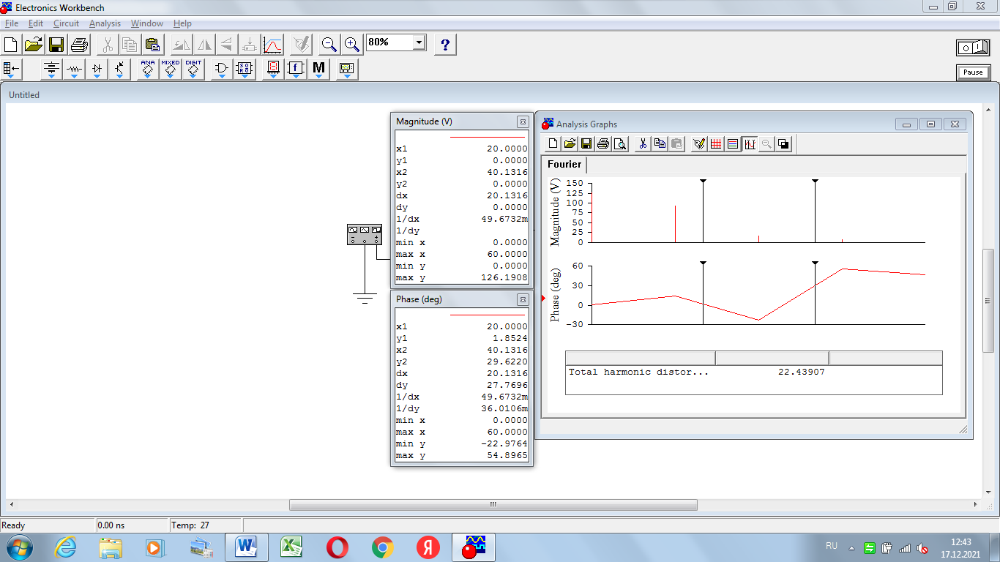 Electronics Workbench
File Edit Circuit Analysis Window Help
80%
?
O I
ANA MIXED DIGIT
f
M
Pause
Untitled
Magnitude (V)
x1 20.0000
y1 0.0000
x2 40.1316
y2 0.0000
dx 20.1316
dy 0.0000
1/dx 49.6732m
1/dy
min x 0.0000
max x 60.0000
min y 0.0000
max y 126.1908
Phase (deg)
x1 20.0000
y1 1.8524
x2 40.1316
y2 29.6220
dx 20.1316
dy 27.7696
1/dx 49.6732m
1/dy 36.0106m
min x 0.0000
max x 60.0000
min y -22.9764
max y 54.8965
Analysis Graphs
Fourier
Magnitude (V)
150
125
100
75
50
25
0
Phase (deg)
60
30
0
-30
Total harmonic distor... 22.43907
Ready 0.00 ns Temp: 27
RU
12:43
17.12.2021